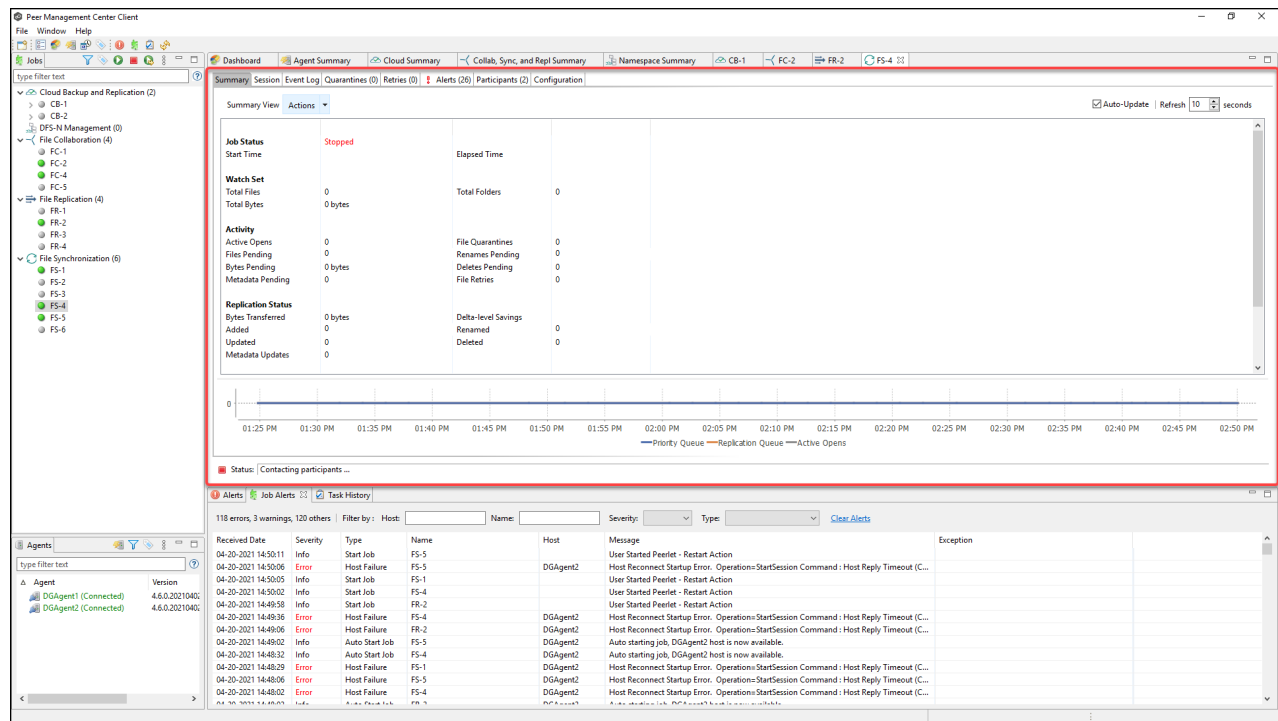 Peer Management Center Client
File Window Help
Jobs
type filter text
Cloud Backup and Replication (2)
CB-1
CB-2
DFS-N Management (0)
File Collaboration (4)
FC-1
FC-2
FC-4
FC-5
File Replication (4)
FR-1
FR-2
FR-3
FR-4
File Synchronization (6)
FS-1
FS-2
FS-3
FS-4
FS-5
FS-6
Agents
type filter text
Agent Version
DGAgent1 (Connected) 4.6.0.2021040
DGAgent2 (Connected) 4.6.0.2021040
Dashboard Agent Summary Cloud Summary Collab, Sync, and Repl Summary Namespace Summary CB-1 FC-2 FR-2 FS-4
Summary Session Event Log Quarantines (0) Retries (0) Alerts (26) Participants (2) Configuration
Summary View Actions Auto-Update Refresh 10 seconds
Job Status Stopped
Start Time Elapsed Time
Watch Set
Total Files 0 Total Folders 0
Total Bytes 0 bytes
Activity
Active Opens 0 File Quarantines 0
Files Pending 0 Renames Pending 0
Bytes Pending 0 bytes Deletes Pending 0
Metadata Pending 0 File Retries 0
Replication Status
Bytes Transferred 0 bytes Delta-level Savings
Added 0 Renamed 0
Updated 0 Deleted 0
Metadata Updates 0
0
01:25 PM 01:30 PM 01:35 PM 01:40 PM 01:45 PM 01:50 PM 01:55 PM 02:00 PM 02:05 PM 02:10 PM 02:15 PM 02:20 PM 02:25 PM 02:30 PM 02:35 PM 02:40 PM 02:45 PM 02:50 PM
Priority Queue Replication Queue Active Opens
Status: Contacting participants ...
Alerts Job Alerts Task History
118 errors, 3 warnings, 120 others Filter by : Host: Name: Severity: Type: Clear Alerts
Received Date Severity Type Name Host Message Exception
04-20-2021 14:50:11 Info Start Job FS-5 User Started Peerlet - Restart Action
04-20-2021 14:50:06 Error Host Failure FS-5 DGAgent2 Host Reconnect Startup Error. Operation=StartSession Command : Host Reply Timeout (C...
04-20-2021 14:50:05 Info Start Job FS-1 User Started Peerlet - Restart Action
04-20-2021 14:50:02 Info Start Job FS-4 User Started Peerlet - Restart Action
04-20-2021 14:49:58 Info Start Job FR-2 User Started Peerlet - Restart Action
04-20-2021 14:49:36 Error Host Failure FS-4 DGAgent2 Host Reconnect Startup Error. Operation=StartSession Command : Host Reply Timeout (C...
04-20-2021 14:49:06 Error Host Failure FR-2 DGAgent2 Host Reconnect Startup Error. Operation=StartSession Command : Host Reply Timeout (C...
04-20-2021 14:49:02 Info Auto Start Job FS-5 DGAgent2 Auto starting job, DGAgent2 host is now available.
04-20-2021 14:48:32 Info Auto Start Job FS-4 DGAgent2 Auto starting job, DGAgent2 host is now available.
04-20-2021 14:48:29 Error Host Failure FS-1 DGAgent2 Host Reconnect Startup Error. Operation=StartSession Command : Host Reply Timeout (C...
04-20-2021 14:48:06 Error Host Failure FS-5 DGAgent2 Host Reconnect Startup Error. Operation=StartSession Command : Host Reply Timeout (C...
04-20-2021 14:48:02 Error Host Failure FS-4 DGAgent2 Host Reconnect Startup Error. Operation=StartSession Command : Host Reply Timeout (C...